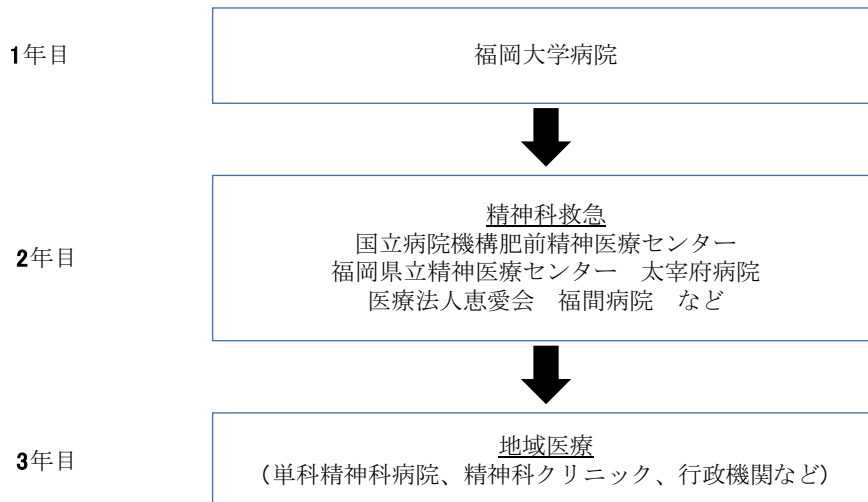 1年目
福岡大学病院
2年目
精神科救急
国立病院機構肥前精神医療センター
福岡県立精神医療センター　太宰府病院
医療法人恵愛会　福間病院　など
3年目
地域医療
（単科精神科病院、精神科クリニック、行政機関など）